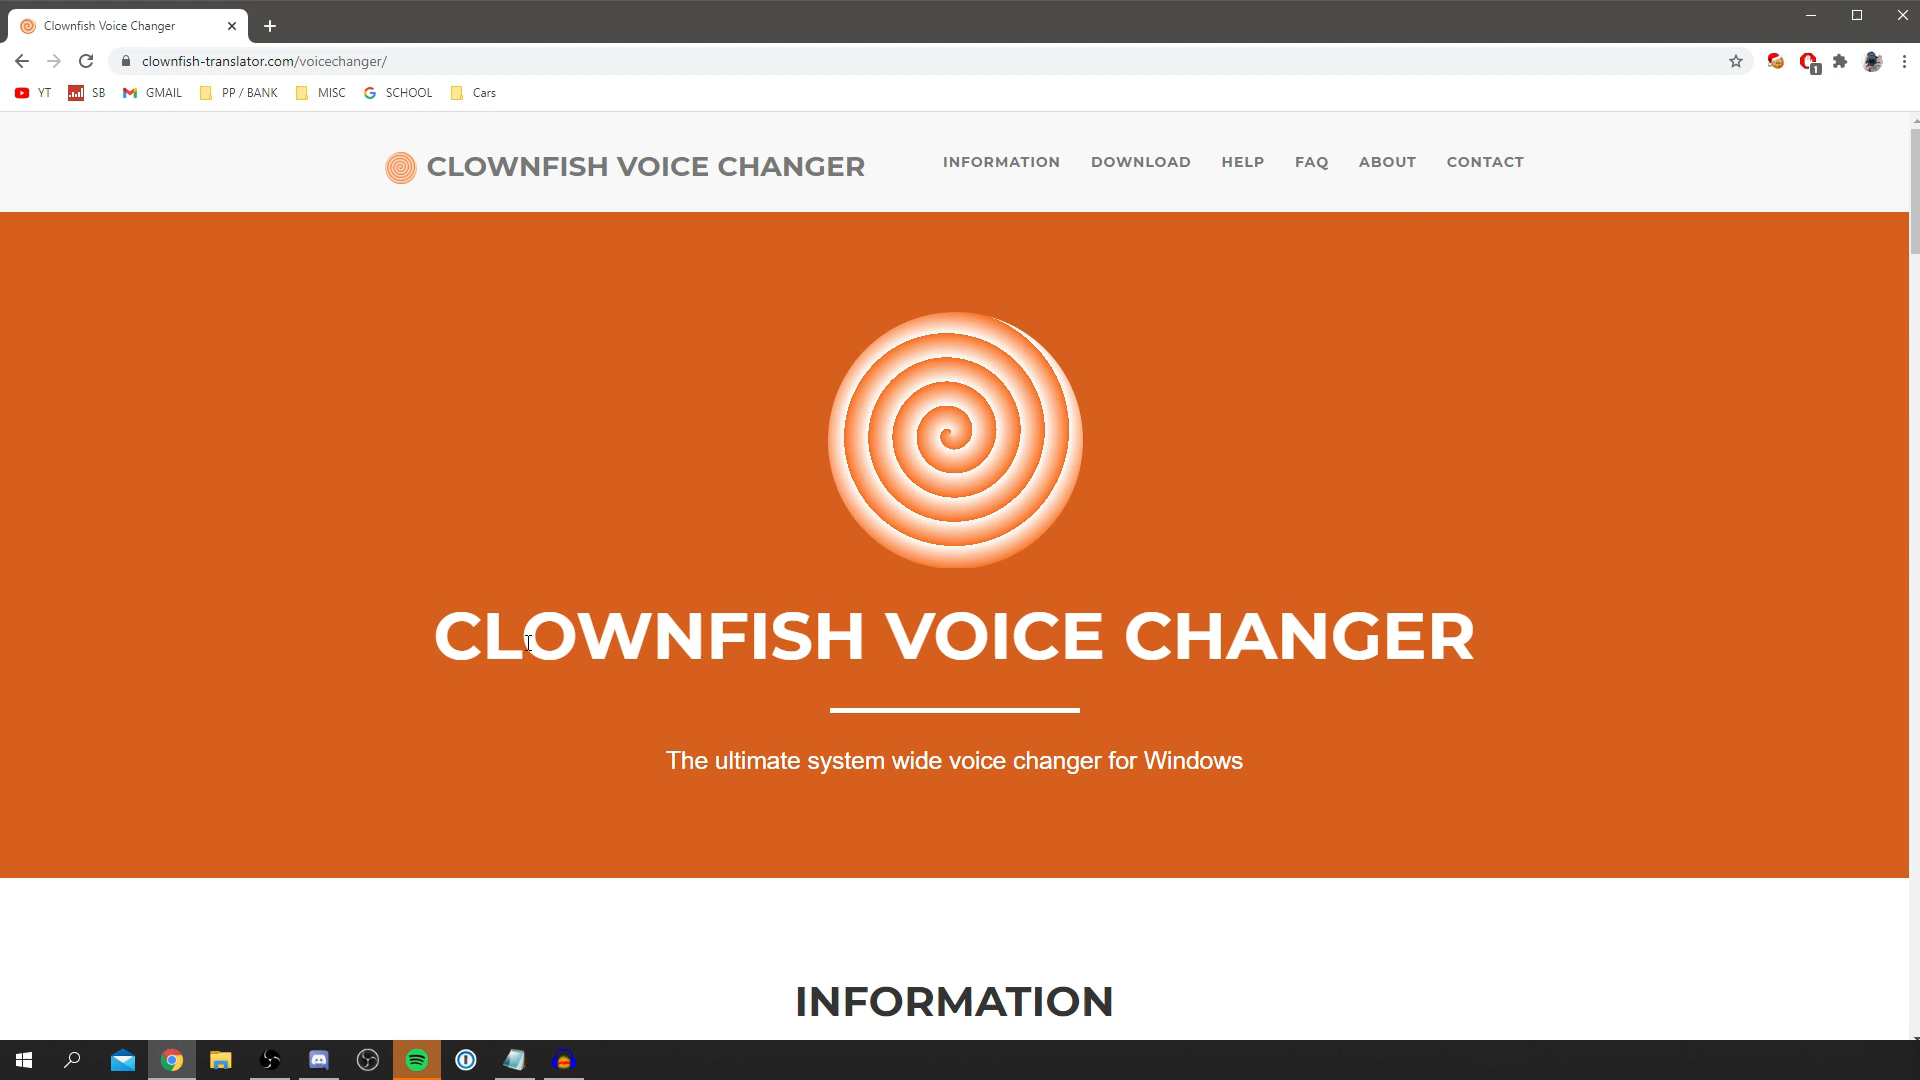 Clownfish Voice Changer
clownfish-translator.com/voicechanger/
1
YT SB GMAIL PP / BANK MISC SCHOOL Cars
CLOWNFISH VOICE CHANGER
INFORMATION DOWNLOAD HELP FAQ ABOUT CONTACT
CLOWNFISH VOICE CHANGER
The ultimate system wide voice changer for Windows
INFORMATION